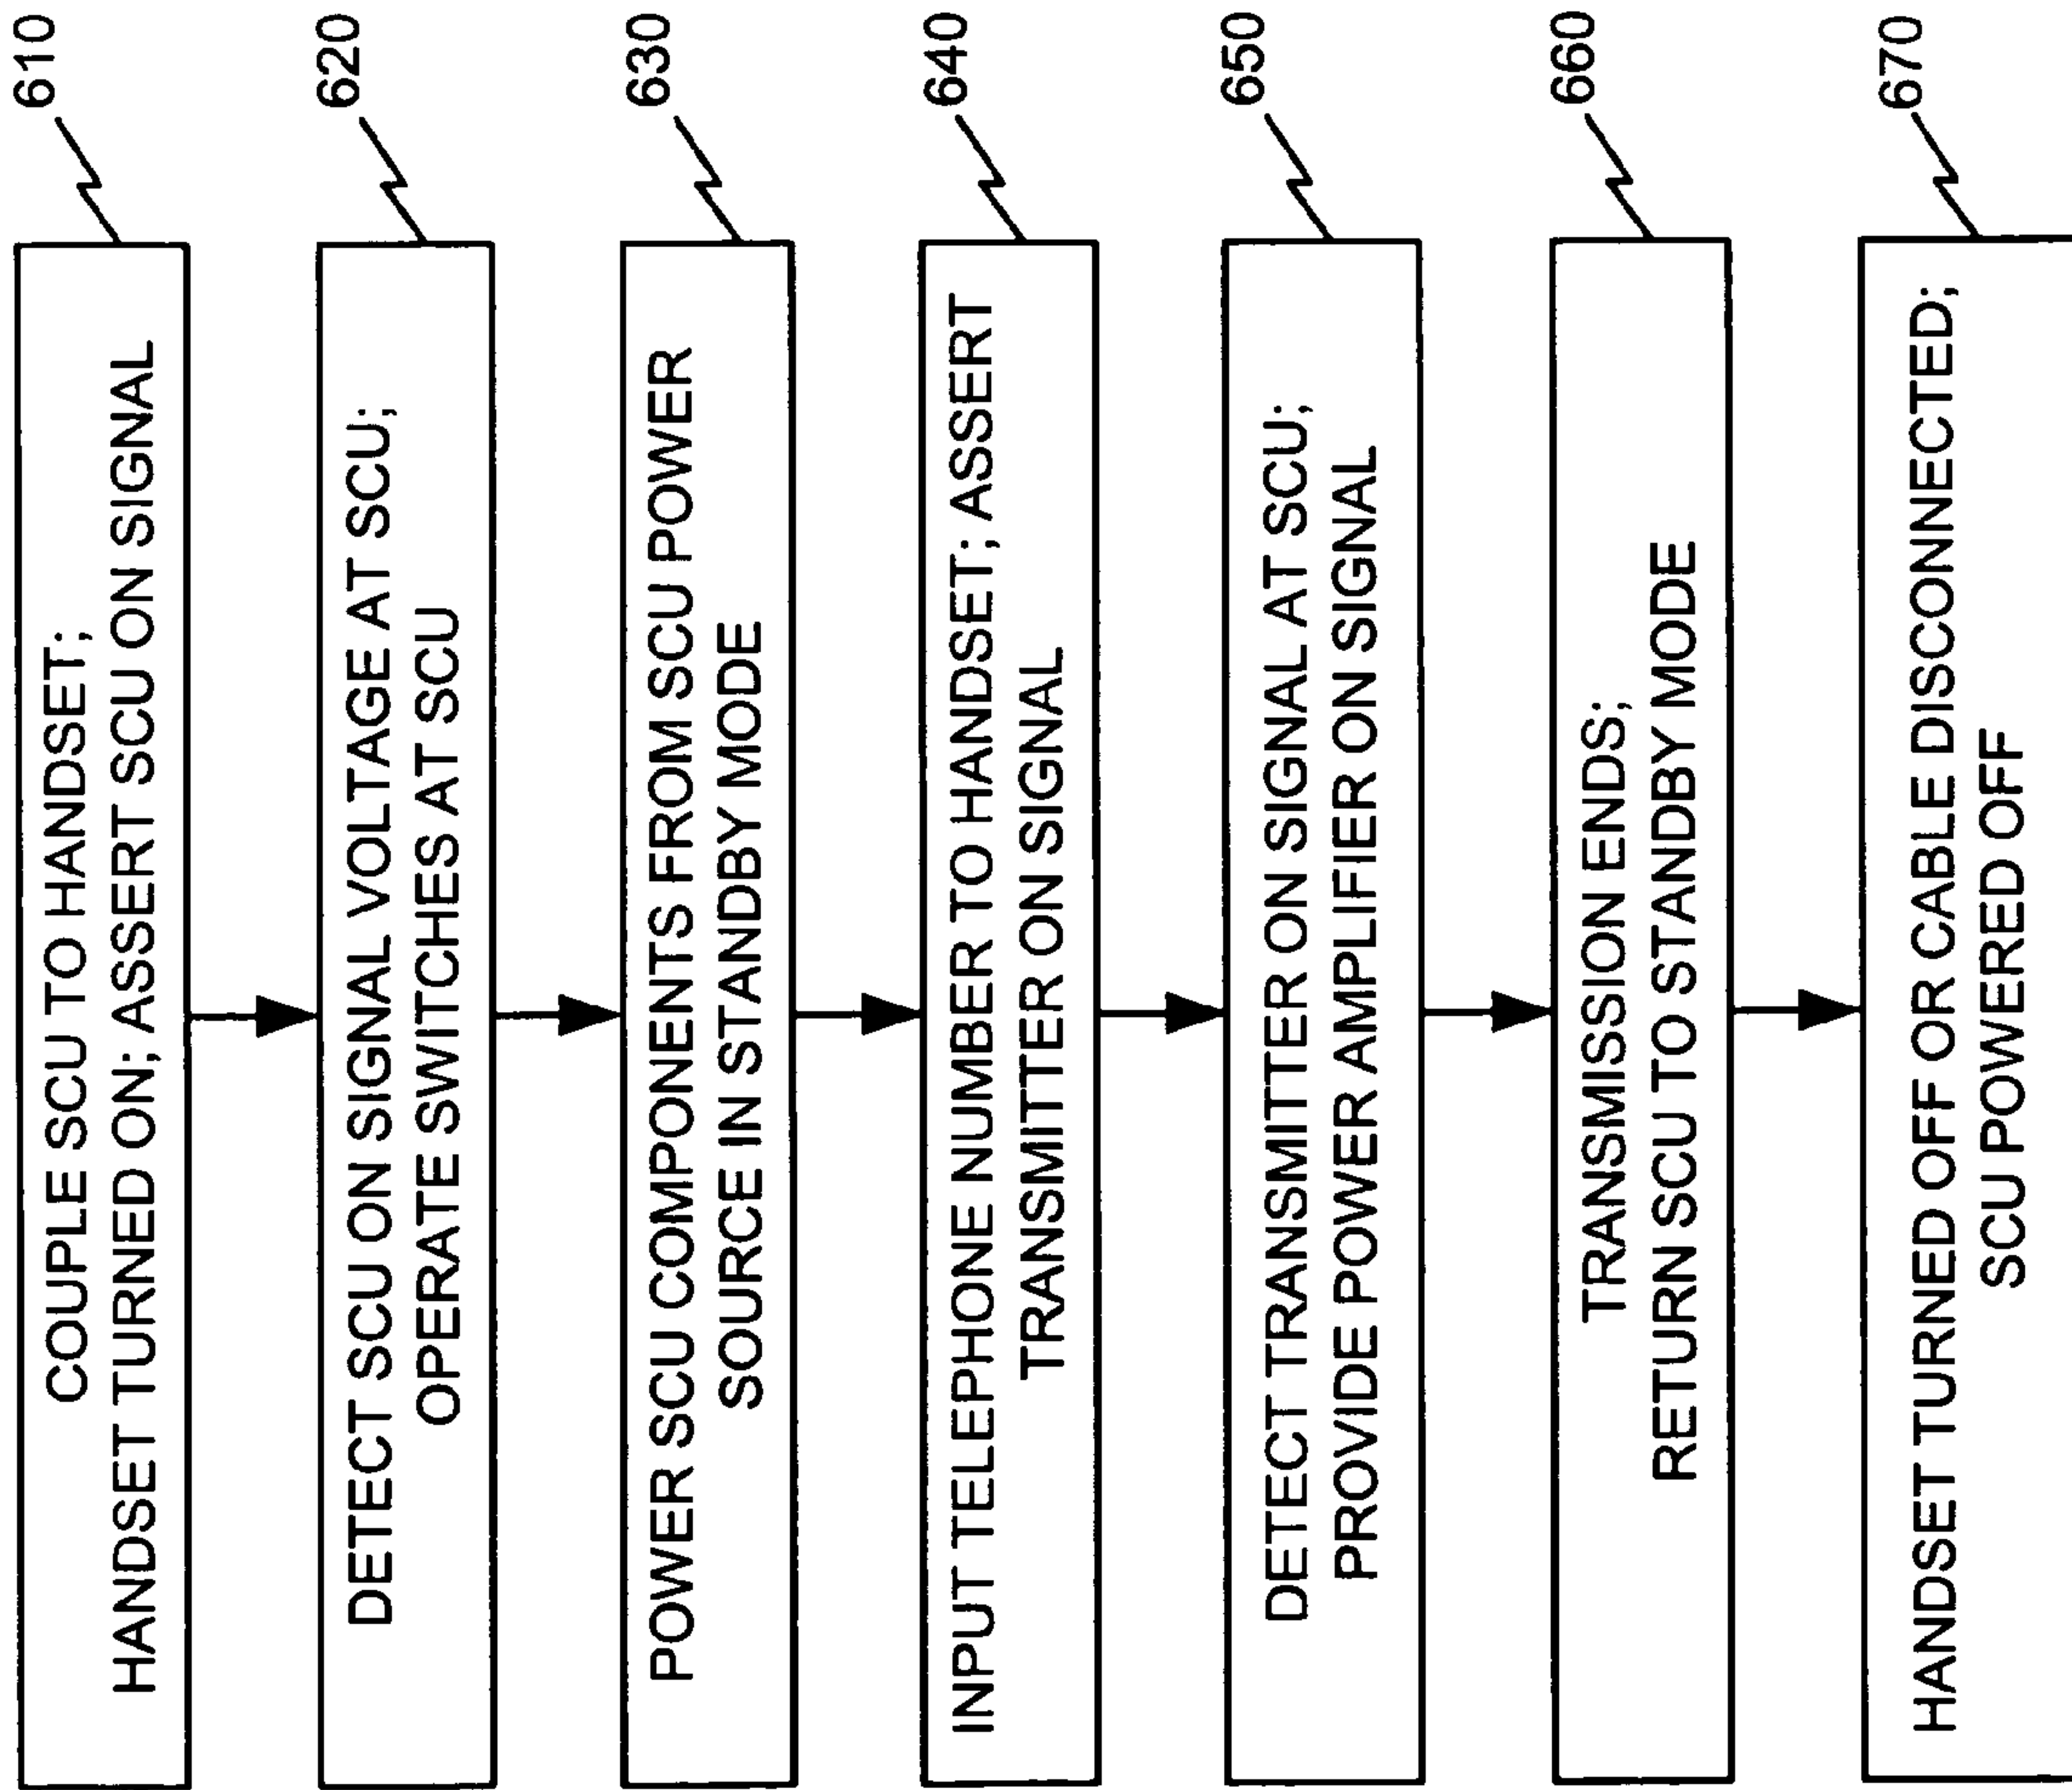 610
COUPLE SCU TO HANDSET;
HANDSET TURNED ON; ASSERT SCU ON SIGNAL
620
DETECT SCU ON SIGNAL VOLTAGE AT SCU;
OPERATE SWITCHES AT SCU
630
POWER SCU COMPONENTS FROM SCU POWER
SOURCE IN STANDBY MODE
640
INPUT TELEPHONE NUMBER TO HANDSET; ASSERT
TRANSMITTER ON SIGNAL
650
DETECT TRANSMITTER ON SIGNAL AT SCU;
PROVIDE POWER AMPLIFIER ON SIGNAL
660
TRANSMISSION ENDS;
RETURN SCU TO STANDBY MODE
670
HANDSET TURNED OFF OR CABLE DISCONNECTED;
SCU POWERED OFF